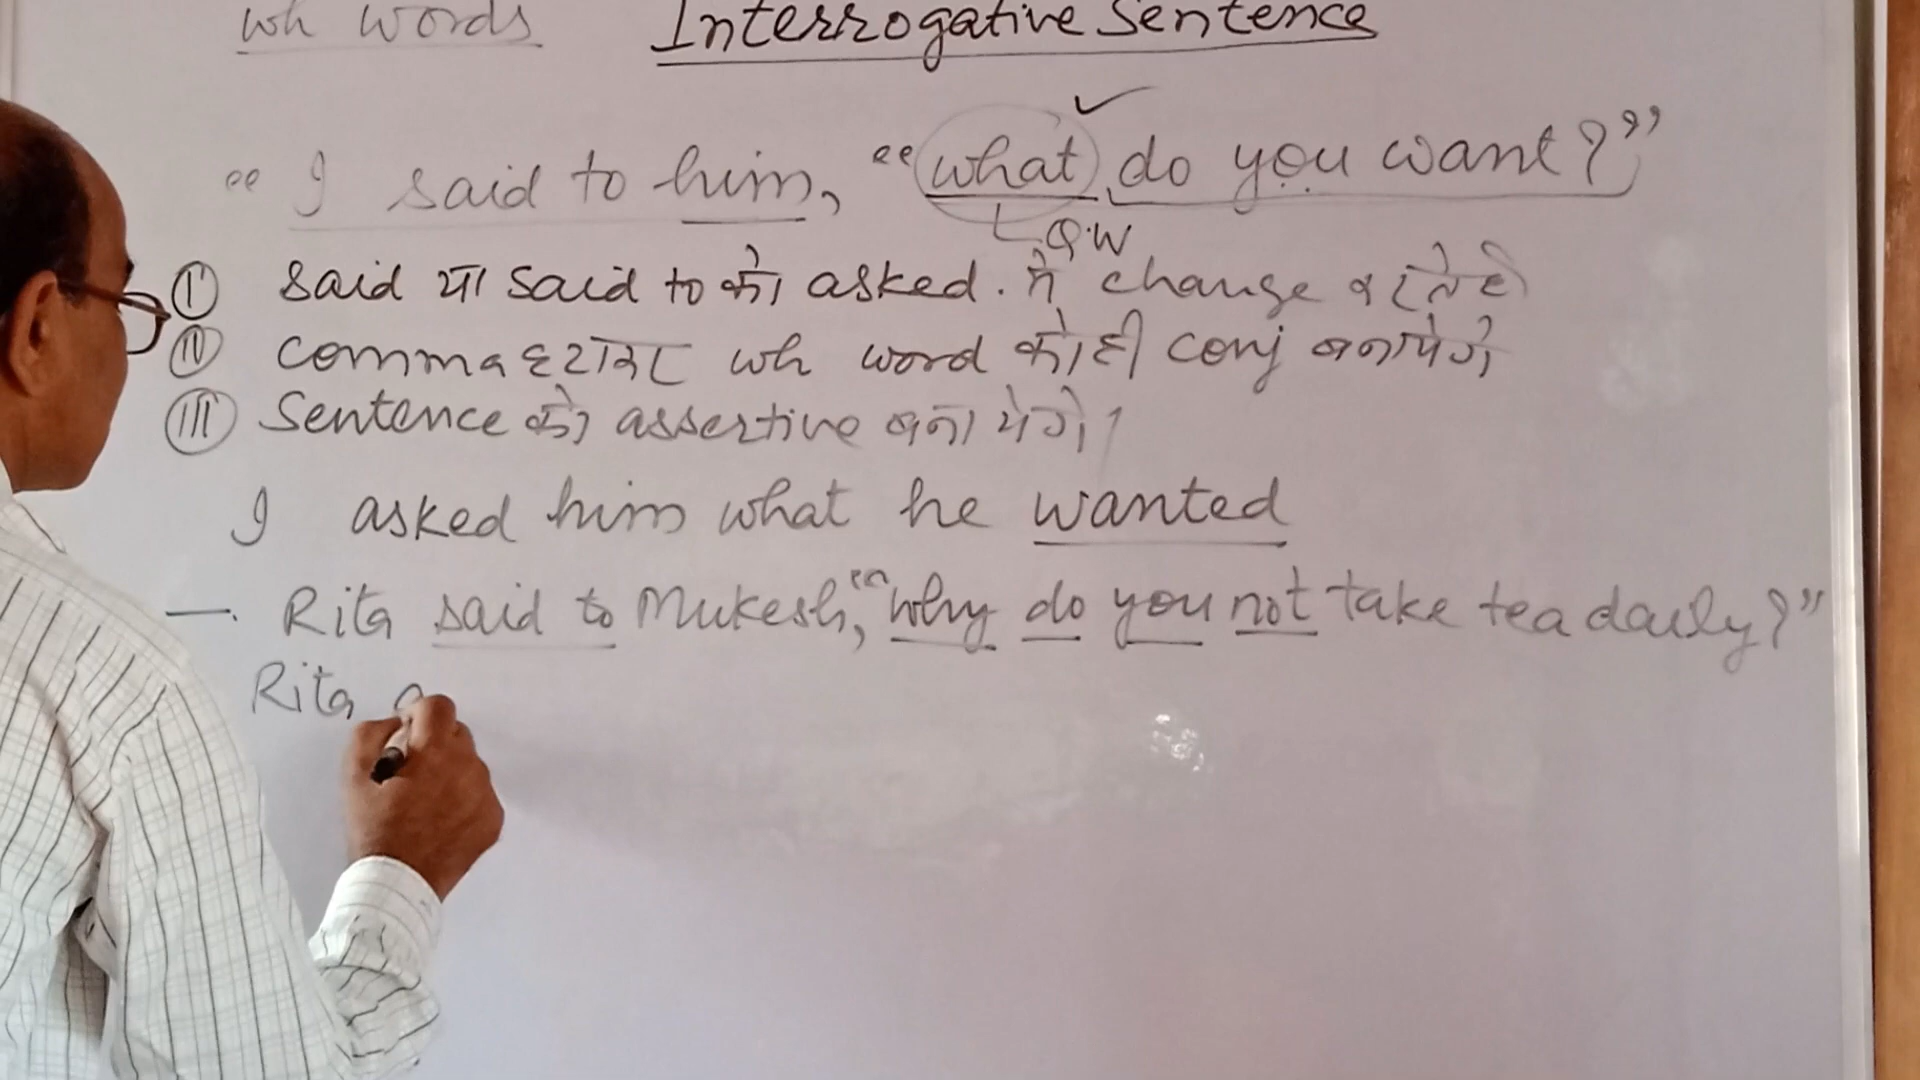 wh words Interrogative Sentence
“ I said to him, “what do you want?”
Q.W
I said या said to को asked. में change करते है
II comma हटाकर wh word को ही conj बनायेगे
III Sentence को assertive बनायेगे।
I asked him what he wanted
— Rita said to Mukesh, “why do you not take tea daily?”
Rita a